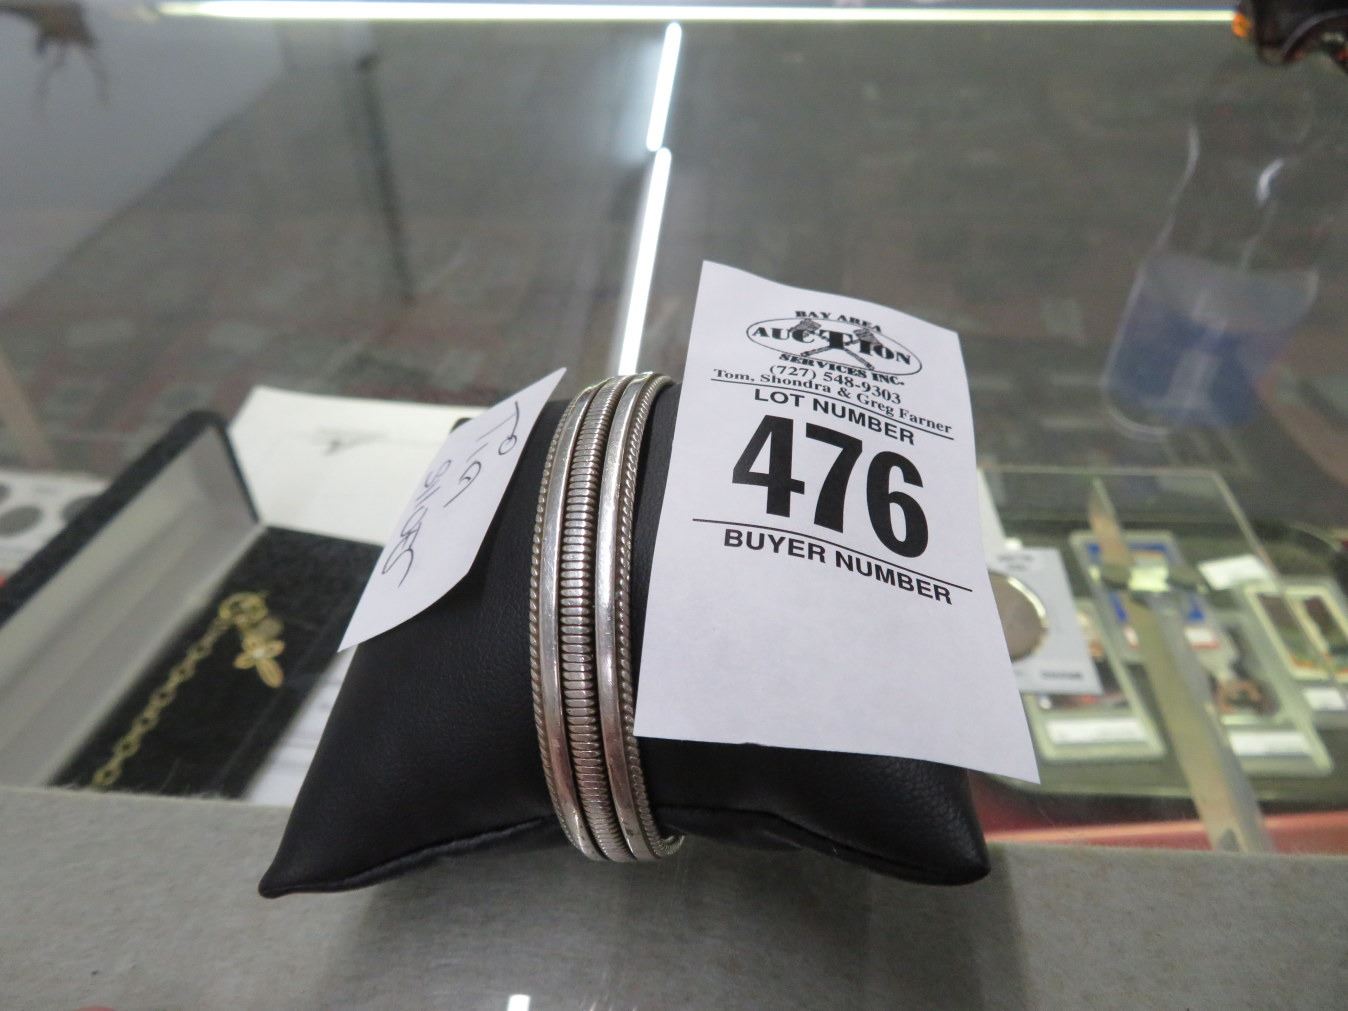 BAY AREA
AUCTION
SERVICES INC.
(727) 548-9303
Tom, Shondra & Greg Farner
LOT NUMBER
476
BUYER NUMBER